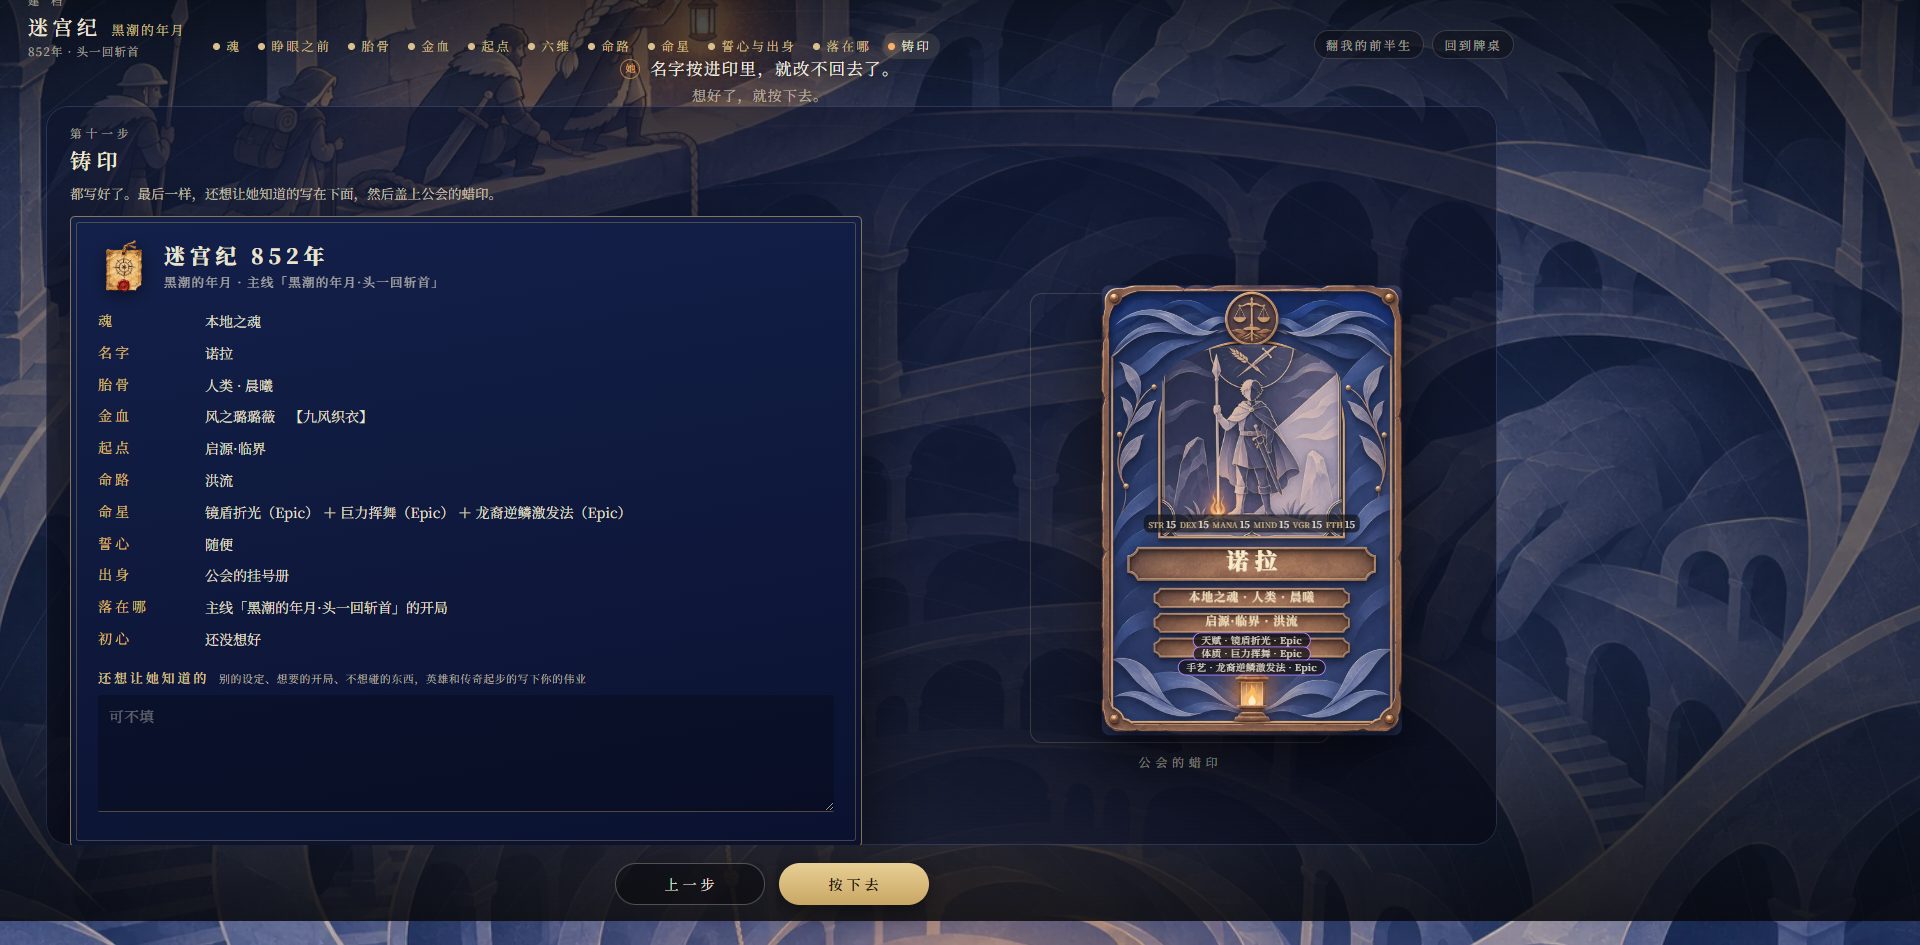 建 档
迷宫纪 黑潮的年月
852年 · 头一回斩首
魂 睁眼之前 胎骨 金血 起点 六维 命路 命星 誓心与出身 落在哪 铸印
翻我的前半生 回到牌桌
她 名字按进印里，就改不回去了。
想好了，就按下去。
第十一步
铸印
都写好了。最后一样，还想让她知道的写在下面，然后盖上公会的蜡印。
迷宫纪 852年
黑潮的年月 · 主线「黑潮的年月·头一回斩首」
魂 本地之魂
名字 诺拉
胎骨 人类 · 晨曦
金血 风之璐璐薇 【九风织衣】
起点 启源·临界
命路 洪流
命星 镜盾折光（Epic） ＋ 巨力挥舞（Epic） ＋ 龙裔逆鳞激发法（Epic）
誓心 随便
出身 公会的挂号册
落在哪 主线「黑潮的年月·头一回斩首」的开局
初心 还没想好
还想让她知道的 别的设定、想要的开局、不想碰的东西，英雄和传奇起步的写下你的伟业
可不填
STR 15 DEX 15 MANA 15 MIND 15 VGR 15 FTH 15
诺拉
本地之魂 · 人类 · 晨曦
启源·临界 · 洪流
天赋 · 镜盾折光 · Epic
体质 · 巨力挥舞 · Epic
手艺 · 龙裔逆鳞激发法 · Epic
公会的蜡印
上一步 按下去